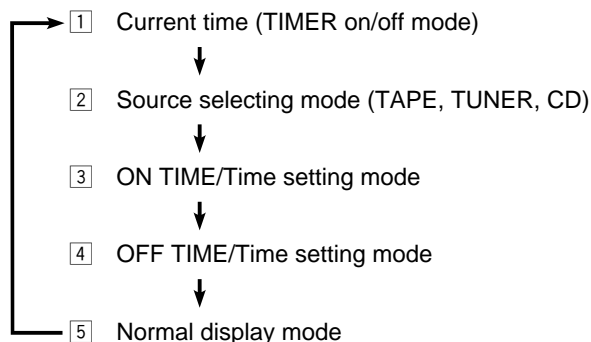 1 Current time (TIMER on/off mode)
2 Source selecting mode (TAPE, TUNER, CD)
3 ON TIME/Time setting mode
4 OFF TIME/Time setting mode
5 Normal display mode